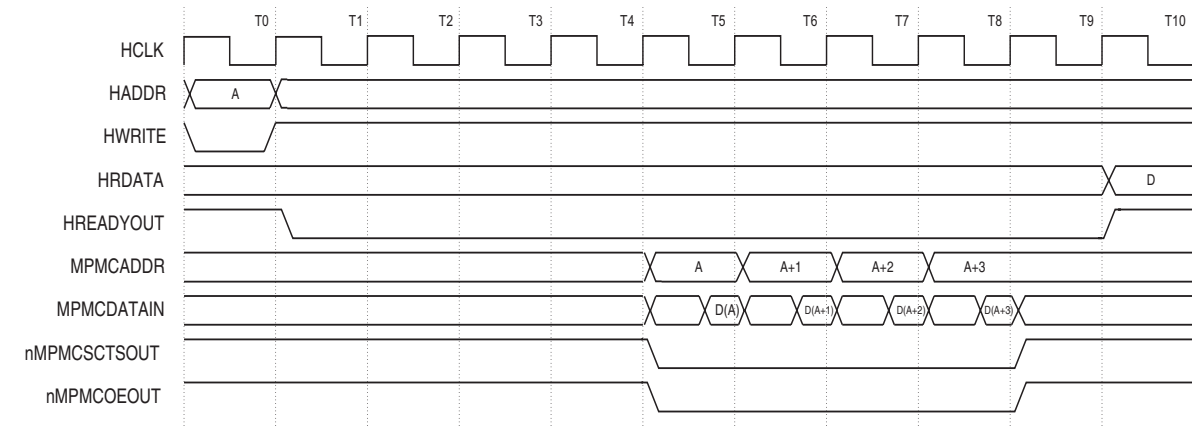 T0 T1 T2 T3 T4 T5 T6 T7 T8 T9 T10
HCLK
HADDR A
HWRITE
HRDATA D
HREADYOUT
MPMCADDR A A+1 A+2 A+3
MPMCDATAIN D(A) D(A+1) D(A+2) D(A+3)
nMPMCSCTSOUT
nMPMCOEOUT